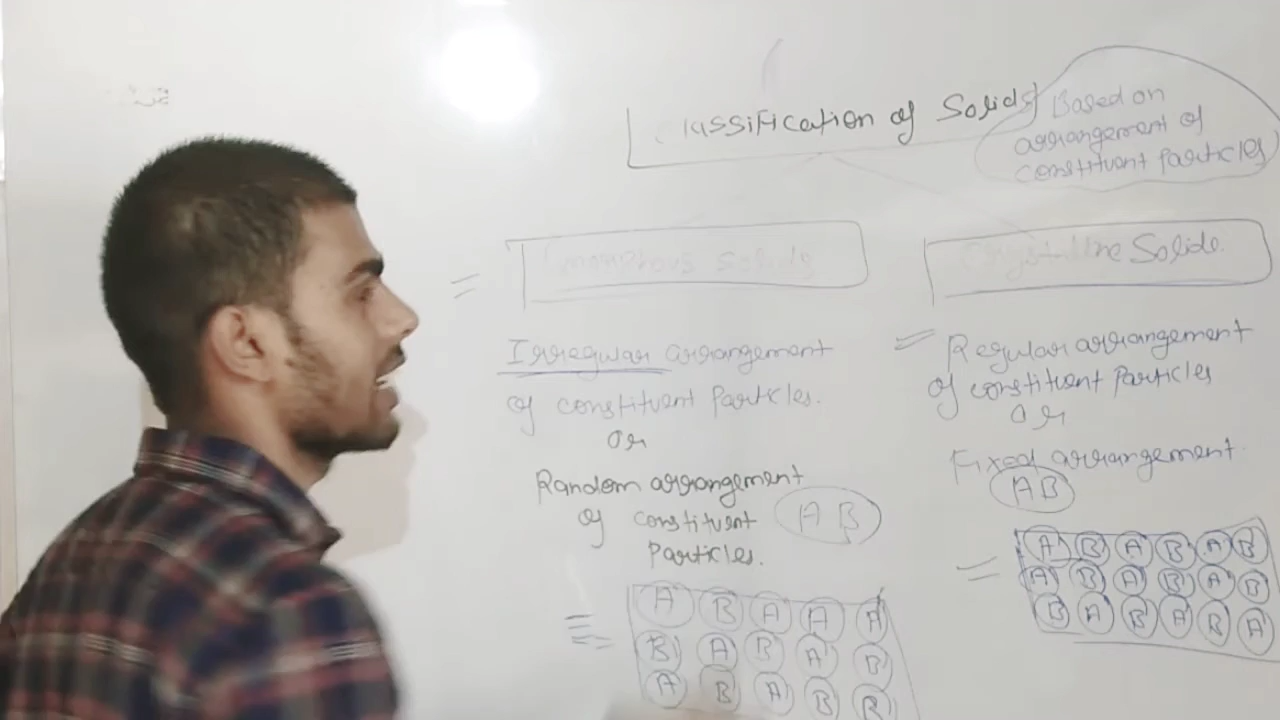 Classification of Solids
Based on
arrangement of
constituent Particles
Amorphous Solids
Irregular arrangement
of constituent Particles.
Or
Random arrangement
of constituent
Particles.
A B
A B A A A
B A B A B
A B A B B
Crystalline Solids.
Regular arrangement
of constituent Particles
Or
Fixed arrangement.
AB
A B A B A B
A B A B A B
B A B A B A